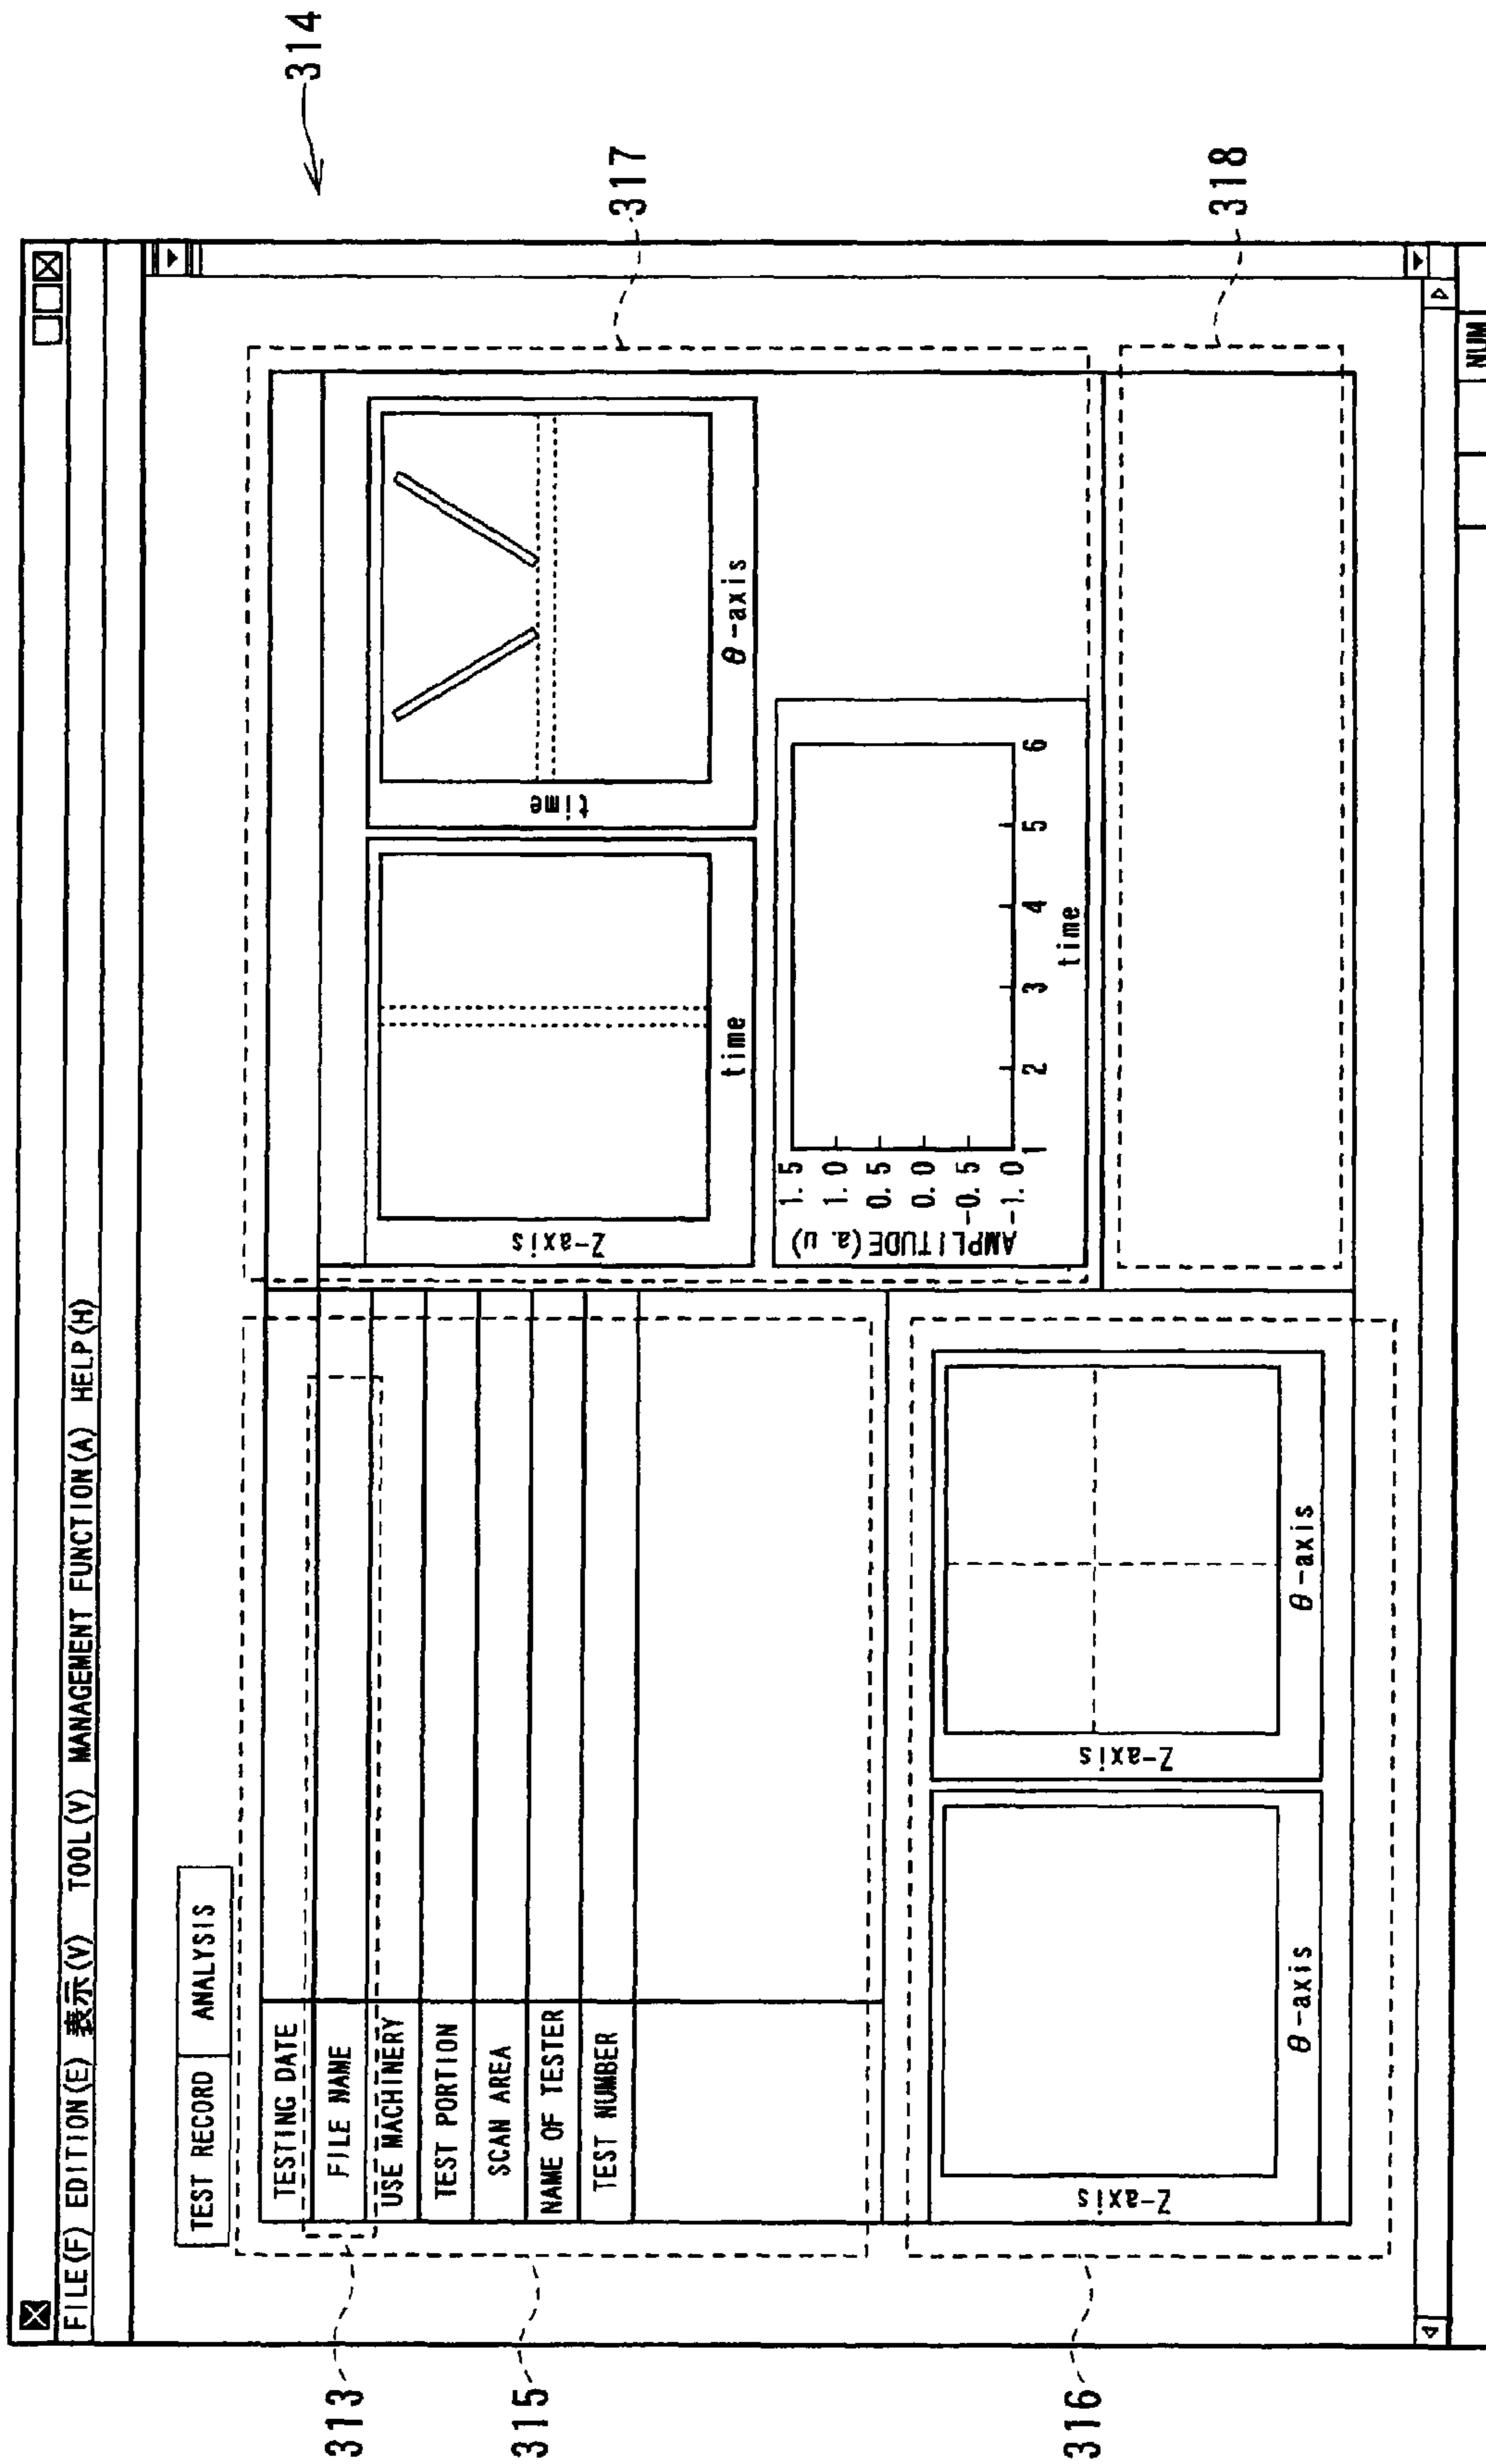 314
FILE(F) EDITION(E) 表示(V) TOOL(V) MANAGEMENT FUNCTION(A) HELP(H)
TEST RECORD ANALYSIS
313
315
TESTING DATE
FILE NAME
USE MACHINERY
TEST PORTION
SCAN AREA
NAME OF TESTER
TEST NUMBER
316
Z-axis
θ-axis
Z-axis
θ-axis
317
Z-axis
time
time
θ-axis
AMPLITUDE(a.u)
1.5
1.0
0.5
0.0
-0.5
-1.0
1 2 3 4 5 6
time
318
NUM